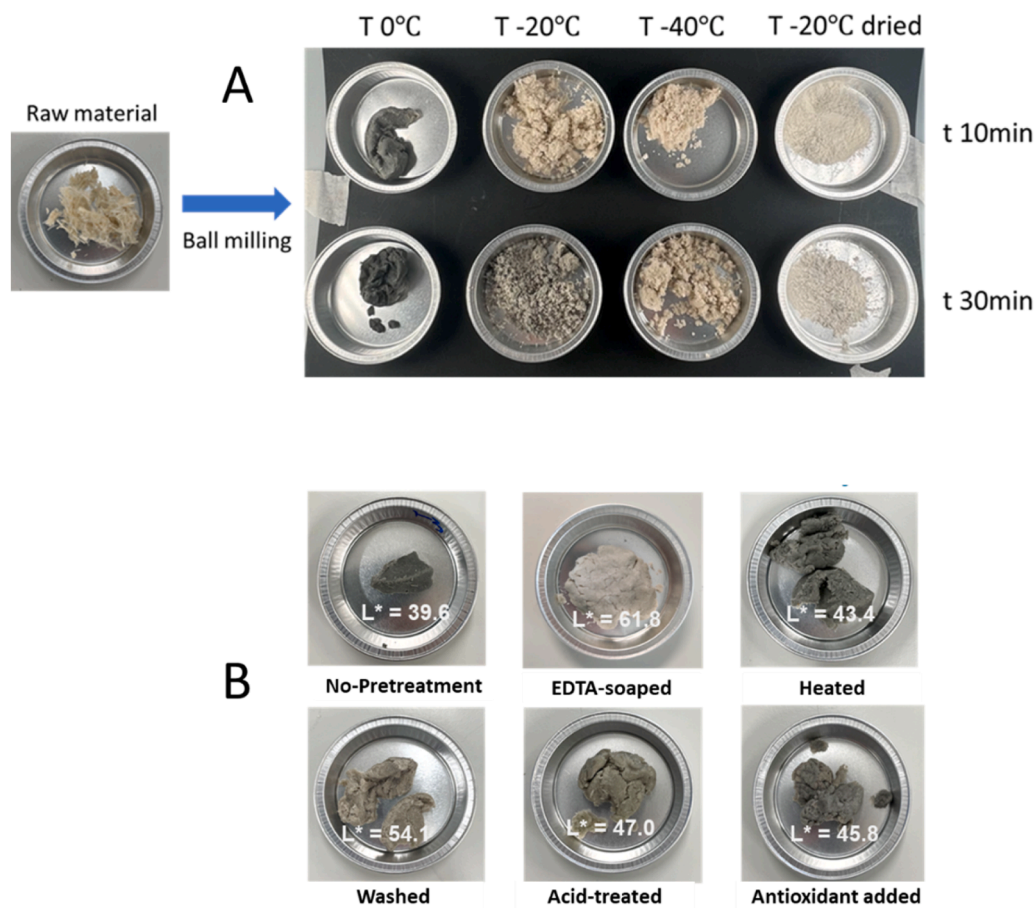 T 0°C T -20°C T -40°C T -20°C dried
A
Raw material
t 10min
Ball milling
t 30min
L* = 39.6 L* = 61.8 L* = 43.4
No-Pretreatment EDTA-soaped Heated
B
L* = 54.1 L* = 47.0 L* = 45.8
Washed Acid-treated Antioxidant added